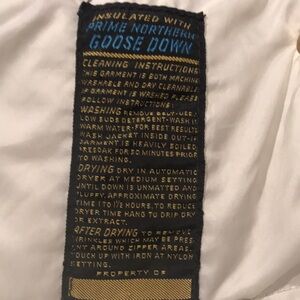 INSULATED WITH
PRIME NORTHERN
GOOSE DOWN
CLEANING INSTRUCTIONS
THIS GARMENT IS BOTH MACHINE
WASHABLE AND DRY CLEANABLE
IF GARMENT IS WASHED PLEASE
FOLLOW INSTRUCTIONS:
WASHING REMOVE BELT-USE
LOW SUDS DETERGENT-WASH IN
WARM WATER-FOR BEST RESULTS
WASH JACKET INSIDE OUT-IF
GARMENT IS HEAVILY SOILED
PRESOAK FOR 30 MINUTES PRIOR
TO WASHING.
DRYING DRY IN AUTOMATIC
DRYER AT MEDIUM SETTING
UNTIL DOWN IS UNMATTED AND
FLUFFY. APPROXIMATE DRYING
TIME 1 TO 1½ HOURS, TO REDUCE
DRYER TIME HANG TO DRIP DRY
OR EXTRACT.
AFTER DRYING TO REMOVE
WRINKLES WHICH MAY BE PRES-
ENT AROUND ZIPPER AREAS.
TOUCH UP WITH IRON AT NYLON
SETTING.
PROPERTY OF